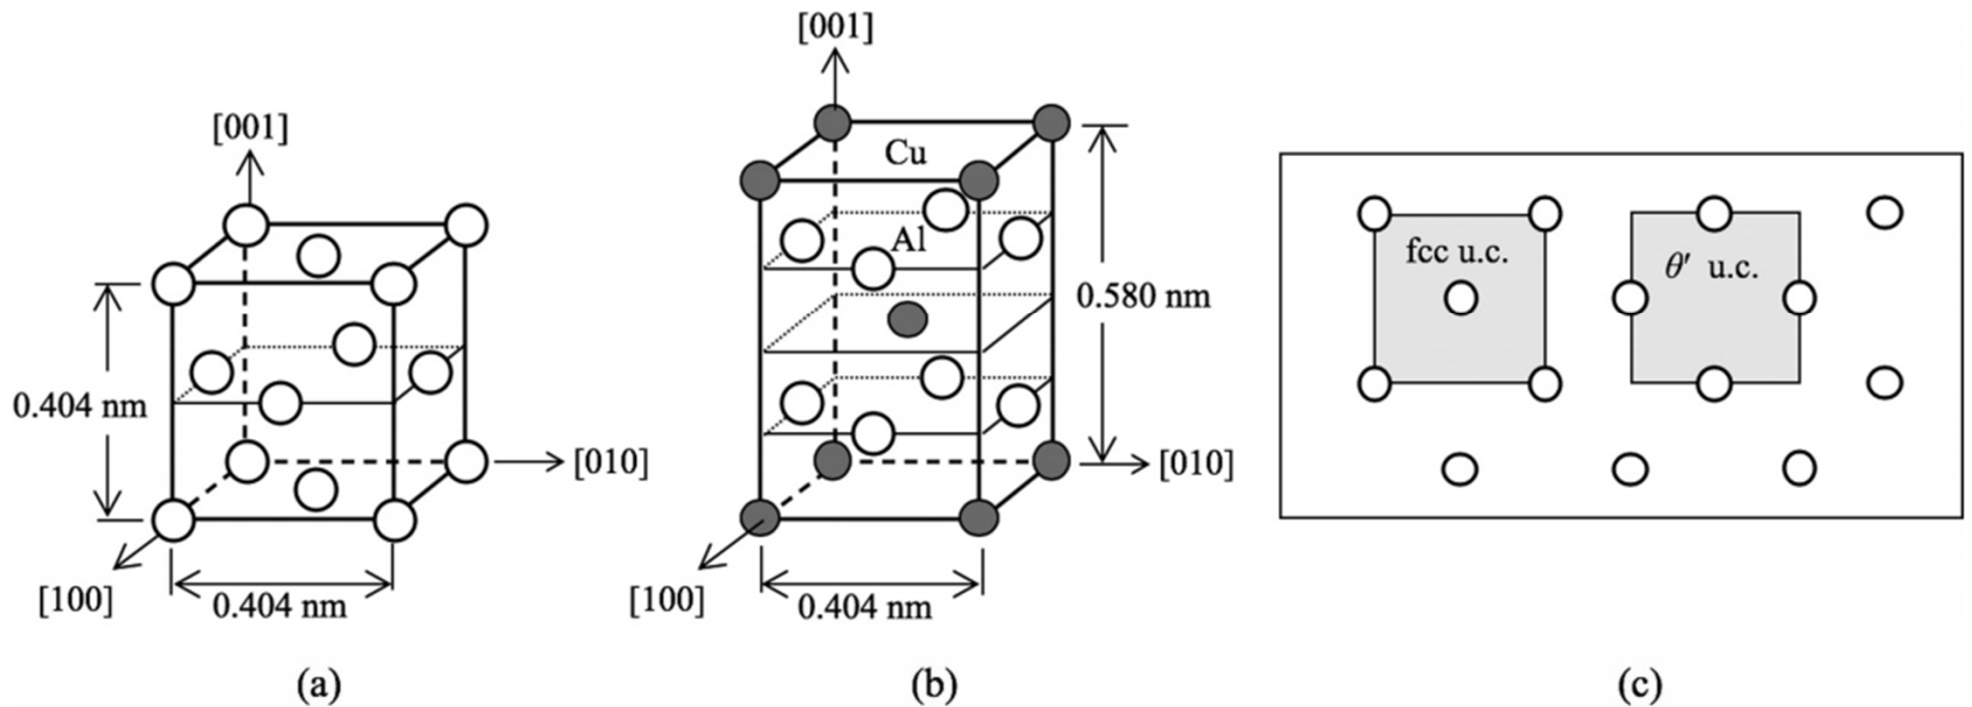 [001]
0.404 nm
[010]
[100]
0.404 nm
(a)
[001]
Cu
Al
0.580 nm
[010]
[100]
0.404 nm
(b)
fcc u.c.
θ′ u.c.
(c)